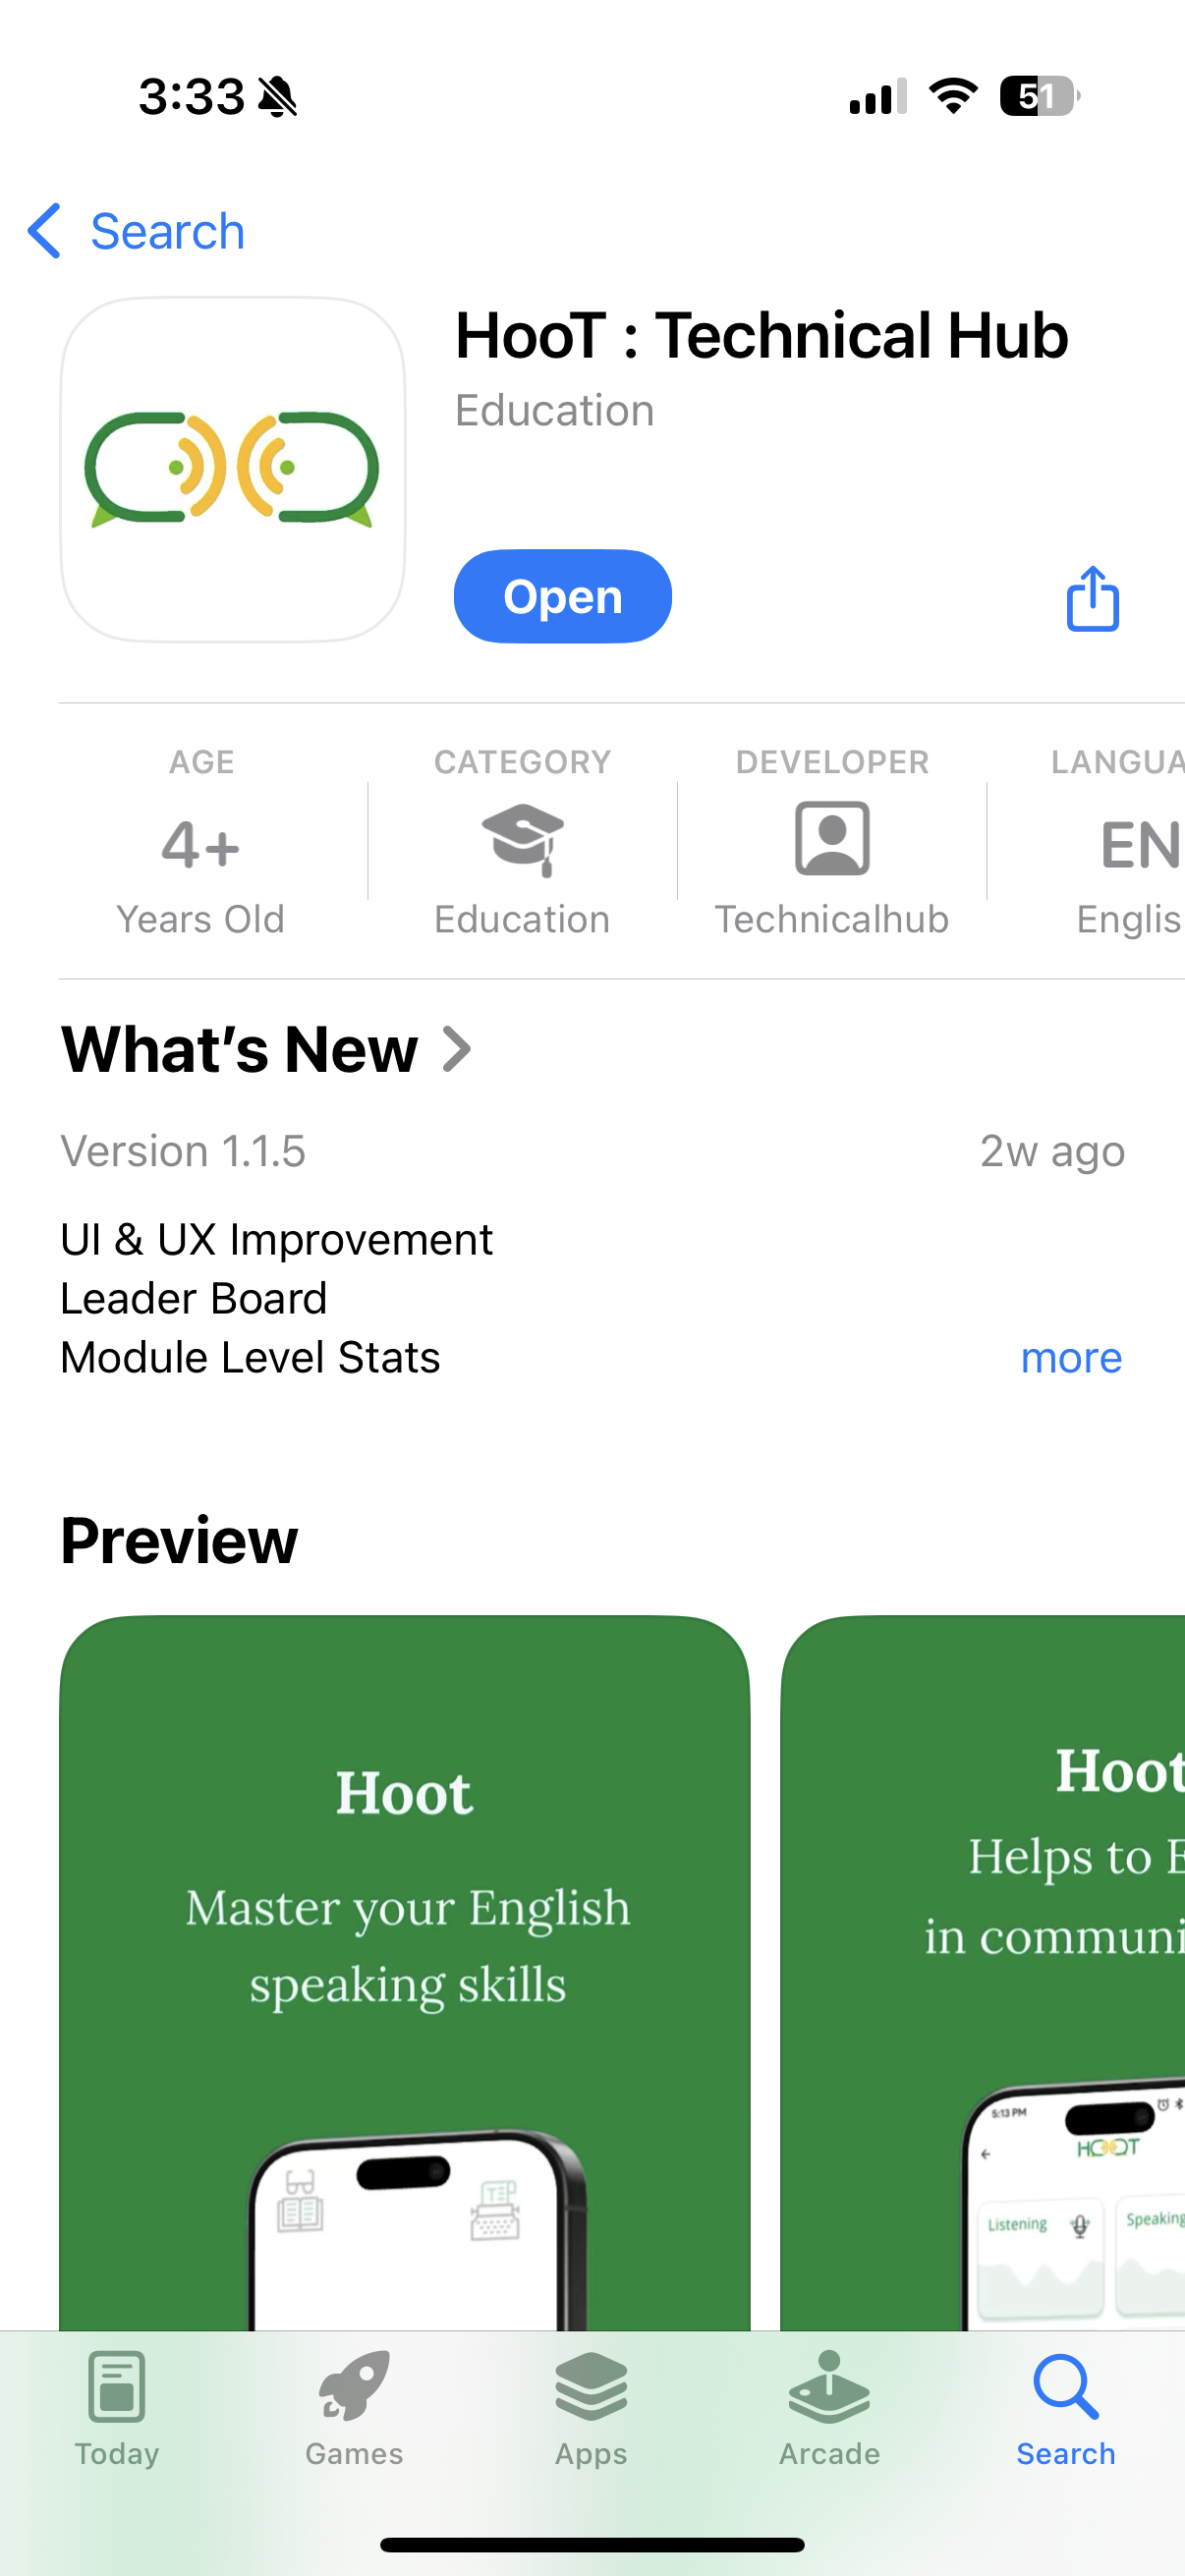 3:33
51
Search
HooT : Technical Hub
Education
Open
AGE
4+
Years Old
CATEGORY
Education
DEVELOPER
Technicalhub
LANGUA
EN
Englis
What's New
Version 1.1.5
2w ago
UI & UX Improvement
Leader Board
Module Level Stats
more
Preview
Hoot
Master your English
speaking skills
Hoot
Helps to E
in communi
5:13 PM
HOOT
Listening
Speaking
Today
Games
Apps
Arcade
Search